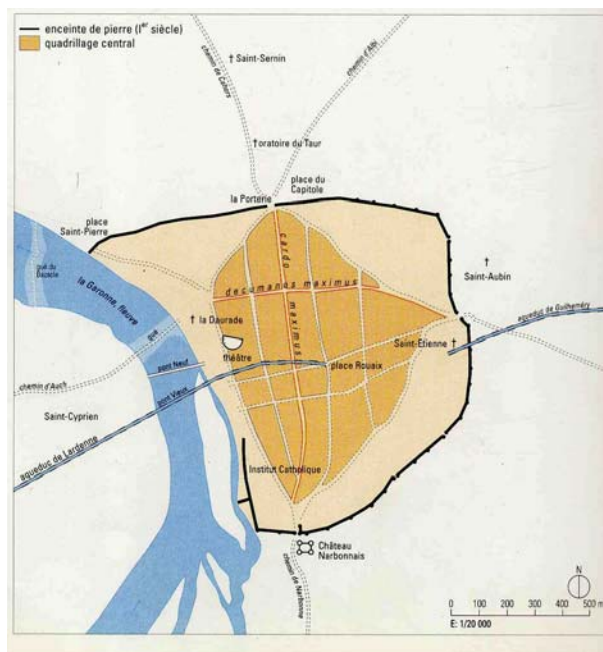 enceinte de pierre (Iᵉʳ siècle)
quadrillage central
† Saint-Sernin
chemin de Cahors
chemin d'Albi
† oratoire du Taur
place du
Capitole
la Porterie
place
Saint-Pierre
gué du
Bazacle
la Garonne, fleuve
cardo maximus
decumanos maximus
†
Saint-Aubin
aqueduc de Guilheméry
† la Daurade
gué
théâtre
Saint-Étienne †
place Rouaix
pont Neuf
chemin d'Auch
pont Vieux
Saint-Cyprien
aqueduc de Lardenne
Institut Catholique
Château
Narbonnais
chemin de Narbonne
N
0 100 200 300 400 500 m
E: 1/20 000